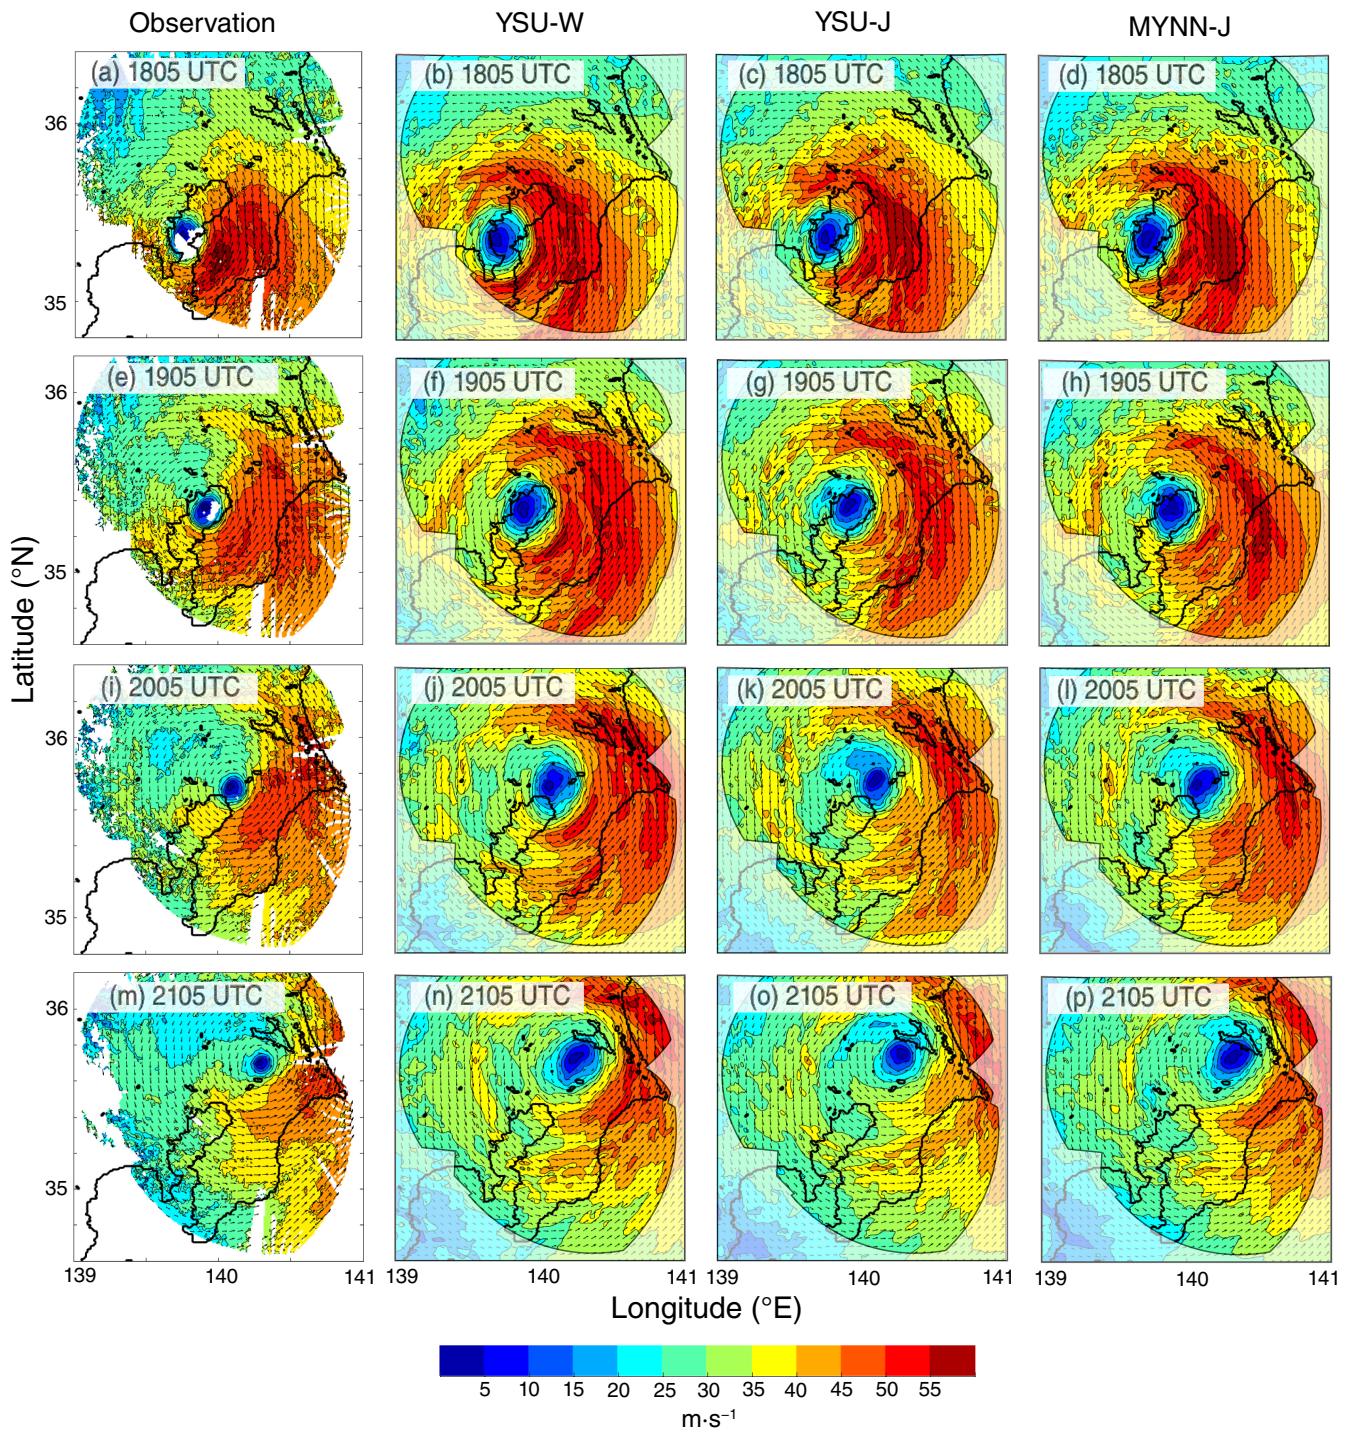 Observation YSU-W YSU-J MYNN-J
(a) 1805 UTC (b) 1805 UTC (c) 1805 UTC (d) 1805 UTC
36
35
(e) 1905 UTC (f) 1905 UTC (g) 1905 UTC (h) 1905 UTC
36
35
Latitude (°N)
(i) 2005 UTC (j) 2005 UTC (k) 2005 UTC (l) 2005 UTC
36
35
(m) 2105 UTC (n) 2105 UTC (o) 2105 UTC (p) 2105 UTC
36
35
139 140 141 139 140 141 139 140 141 139 140 141
Longitude (°E)
5 10 15 20 25 30 35 40 45 50 55
m·s⁻¹